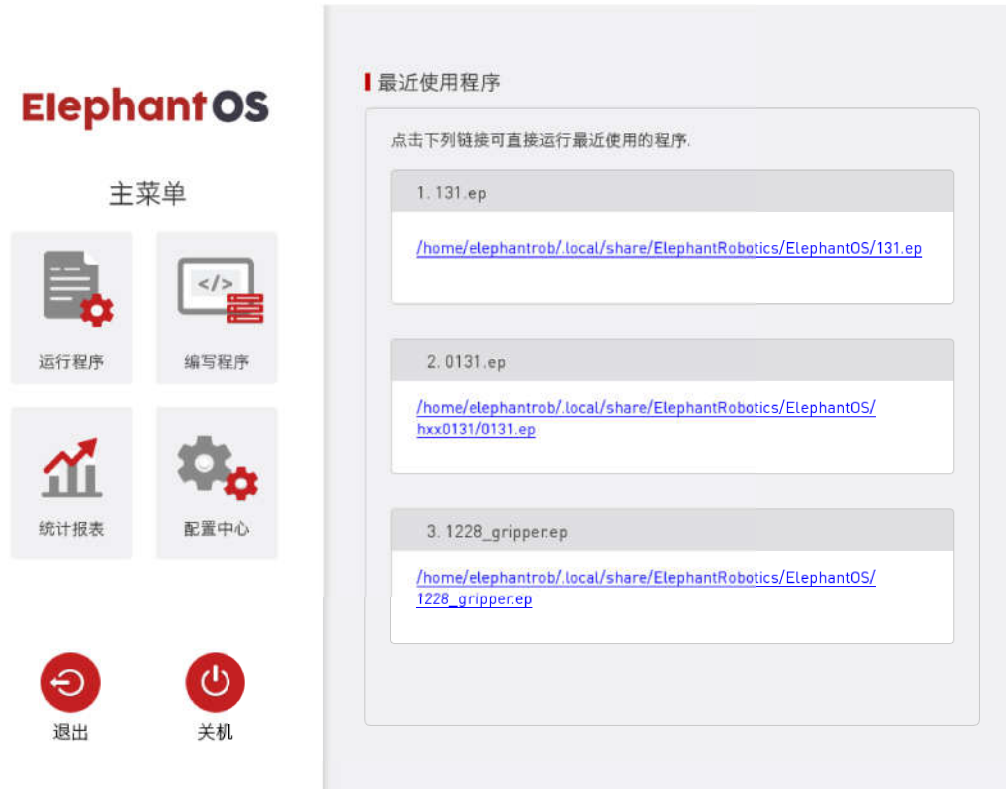 ElephantOS
主菜单
运行程序
编写程序
统计报表
配置中心
退出
关机
最近使用程序
点击下列链接可直接运行最近使用的程序.
1. 131.ep
/home/elephantrob/.local/share/ElephantRobotics/ElephantOS/131.ep
2. 0131.ep
/home/elephantrob/.local/share/ElephantRobotics/ElephantOS/
hxx0131/0131.ep
3. 1228_gripper.ep
/home/elephantrob/.local/share/ElephantRobotics/ElephantOS/
1228_gripper.ep